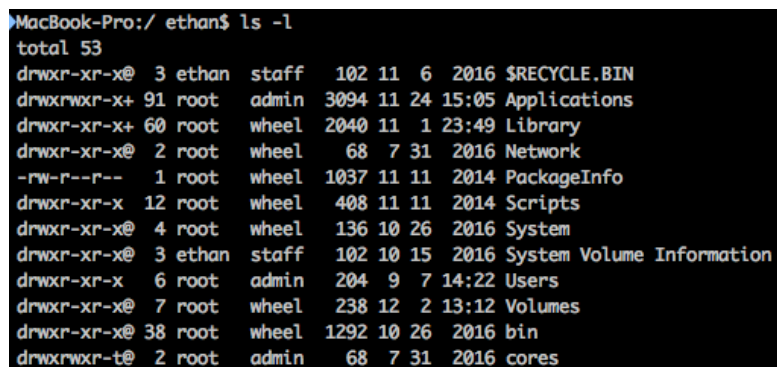 MacBook-Pro:/ ethan$ ls -l
total 53
drwxr-xr-x@  3 ethan  staff   102 11  6  2016 $RECYCLE.BIN
drwxrwxr-x+ 91 root   admin  3094 11 24 15:05 Applications
drwxr-xr-x+ 60 root   wheel  2040 11  1 23:49 Library
drwxr-xr-x@  2 root   wheel    68  7 31  2016 Network
-rw-r--r--   1 root   wheel  1037 11 11  2014 PackageInfo
drwxr-xr-x  12 root   wheel   408 11 11  2014 Scripts
drwxr-xr-x@  4 root   wheel   136 10 26  2016 System
drwxr-xr-x@  3 ethan  staff   102 10 15  2016 System Volume Information
drwxr-xr-x   6 root   admin   204  9  7 14:22 Users
drwxr-xr-x@  7 root   wheel   238 12  2 13:12 Volumes
drwxr-xr-x@ 38 root   wheel  1292 10 26  2016 bin
drwxrwxr-t@  2 root   admin    68  7 31  2016 cores